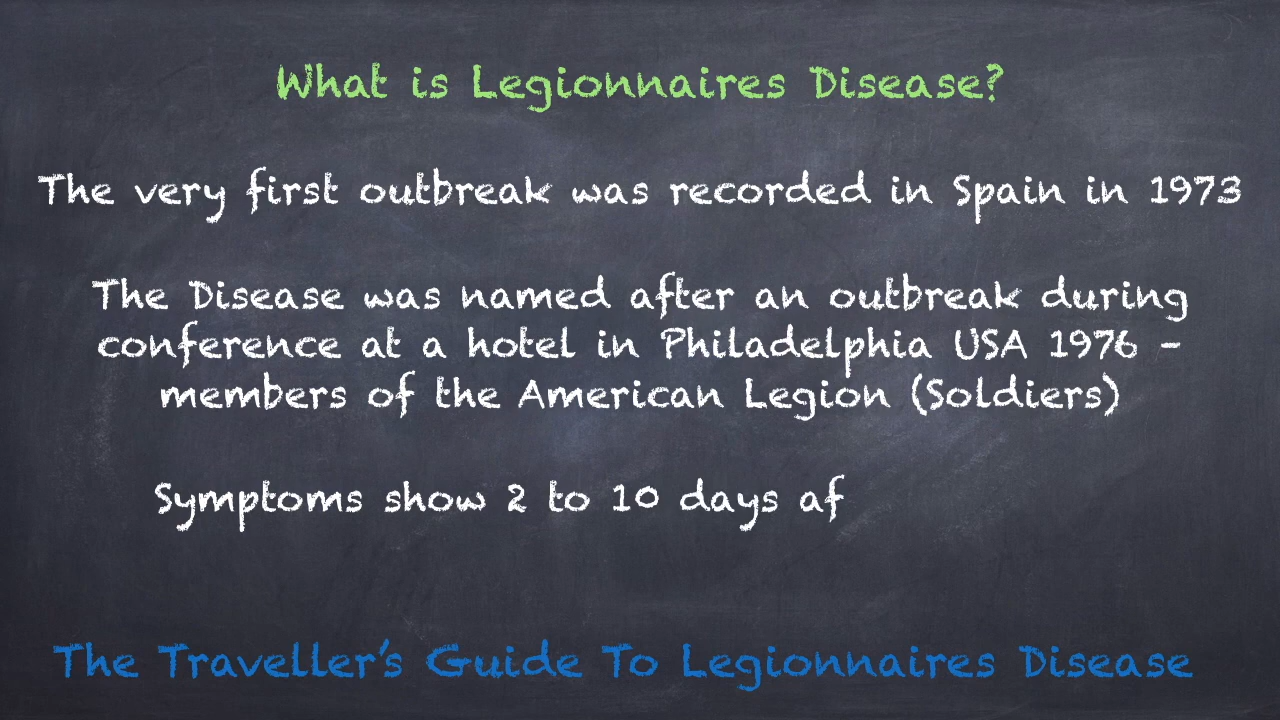 What is Legionnaires Disease?
The very first outbreak was recorded in Spain in 1973
The Disease was named after an outbreak during
conference at a hotel in Philadelphia USA 1976 -
members of the American Legion (Soldiers)
Symptoms show 2 to 10 days af
The Traveller's Guide To Legionnaires Disease